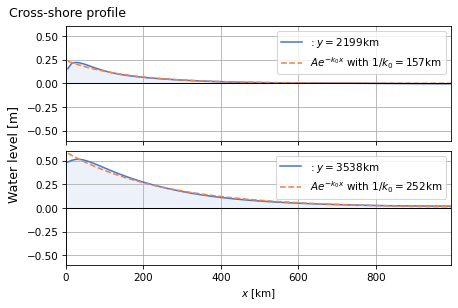 Cross-shore profile
Water level [m]
0.50
0.25
0.00
−0.25
−0.50
: y = 2199km
Ae^{−k₀x} with 1/k₀ = 157km
0.50
0.25
0.00
−0.25
−0.50
: y = 3538km
Ae^{−k₀x} with 1/k₀ = 252km
0
200
400
600
800
x [km]